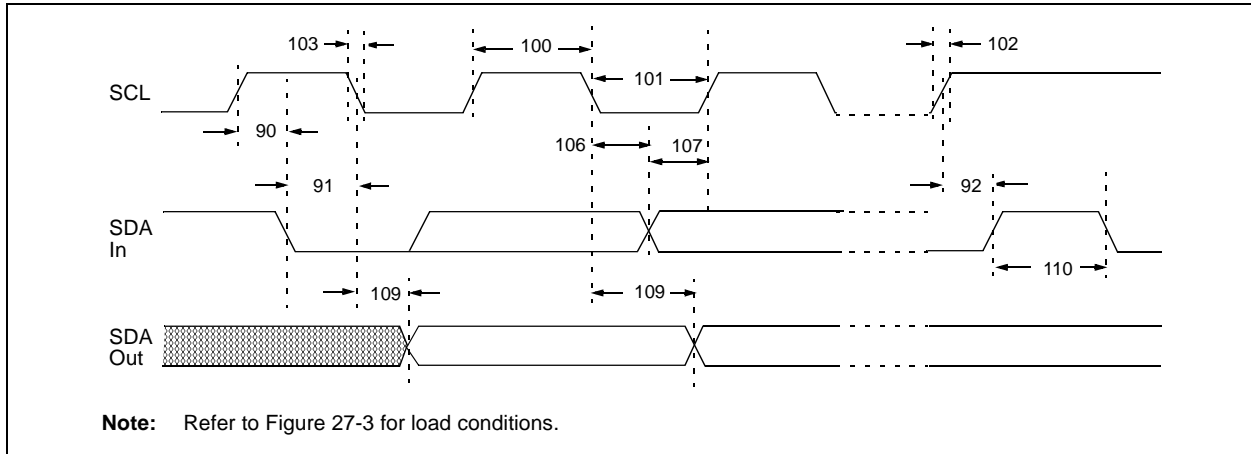 103
100
102
SCL
101
90
106
107
91
92
SDA
In
110
109
109
SDA
Out
Note: Refer to Figure 27-3 for load conditions.